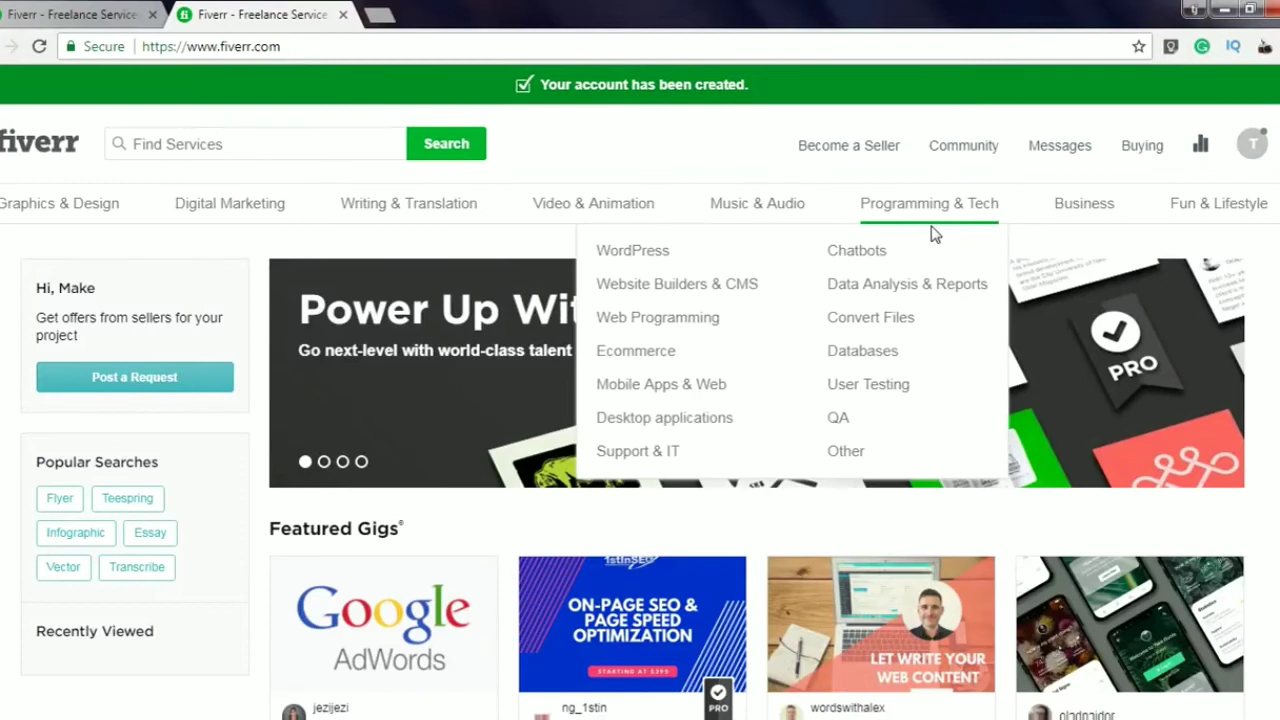 Fiverr - Freelance Service
Fiverr - Freelance Service
Secure
https://www.fiverr.com
IQ
Your account has been created.
fiverr
Find Services
Search
Become a Seller
Community
Messages
Buying
T
Graphics & Design
Digital Marketing
Writing & Translation
Video & Animation
Music & Audio
Programming & Tech
Business
Fun & Lifestyle
WordPress
Chatbots
Website Builders & CMS
Data Analysis & Reports
Web Programming
Convert Files
Ecommerce
Databases
Mobile Apps & Web
User Testing
Desktop applications
QA
Support & IT
Other
Hi, Make
Get offers from sellers for your
project
Post a Request
Power Up Wit
Go next-level with world-class talent
PRO
Popular Searches
Flyer
Teespring
Infographic
Essay
Vector
Transcribe
Recently Viewed
Featured Gigs
Google
AdWords
jezijezi
1stInSEO
ON-PAGE SEO &
PAGE SPEED
OPTIMIZATION
STARTING AT $395
PRO
ng_1stin
LET WRITE YOUR
WEB CONTENT
wordswithalex